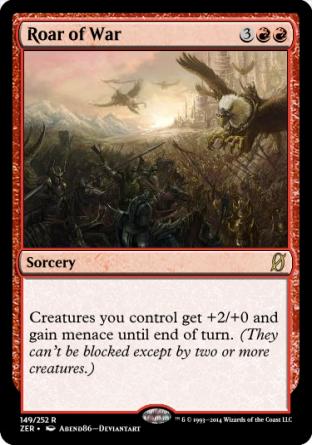 Roar of War 3
Sorcery
Creatures you control get +2/+0 and
gain menace until end of turn. (They
can't be blocked except by two or more
creatures.)
149/252 R
ZER • Abend86–Deviantart
™ & © 1993–2014 Wizards of the Coast LLC